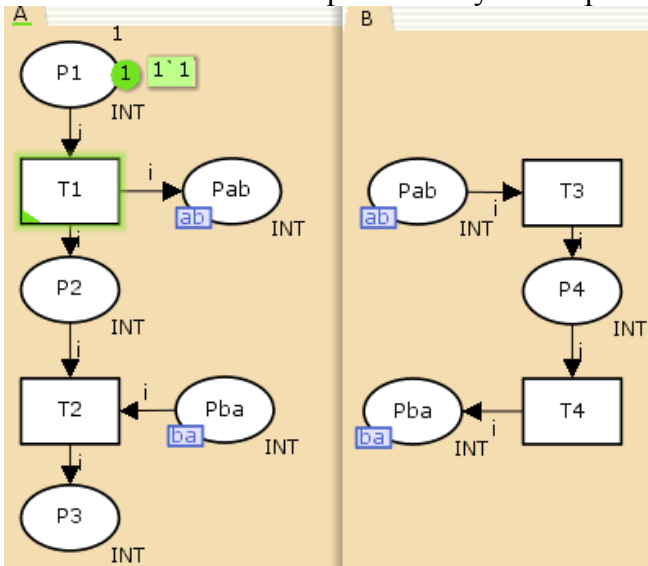 A
1
P1
1
1`1
INT
i
T1
i
Pab
ab
INT
i
P2
INT
i
T2
i
Pba
ba
INT
i
P3
INT
B
Pab
ab
INT
i
T3
i
P4
INT
i
Pba
ba
INT
i
T4